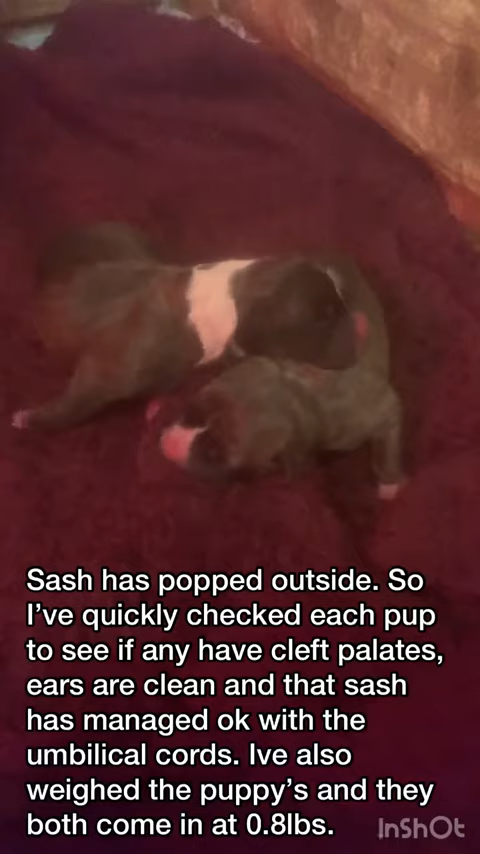 Sash has popped outside. So
I've quickly checked each pup
to see if any have cleft palates,
ears are clean and that sash
has managed ok with the
umbilical cords. Ive also
weighed the puppy's and they
both come in at 0.8lbs.
InShOt